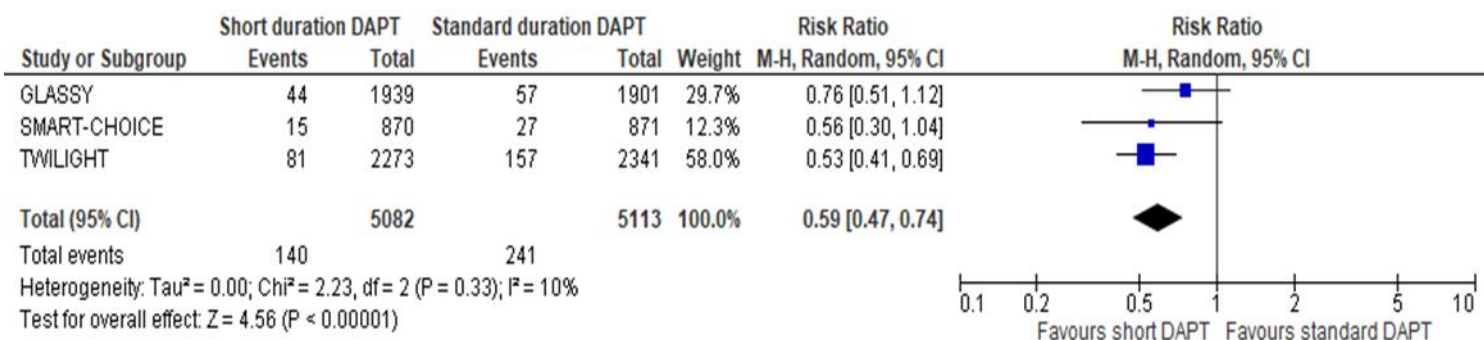 Short duration DAPT Standard duration DAPT Risk Ratio Risk Ratio
Study or Subgroup Events Total Events Total Weight M-H, Random, 95% CI M-H, Random, 95% CI
GLASSY 44 1939 57 1901 29.7% 0.76 [0.51, 1.12]
SMART-CHOICE 15 870 27 871 12.3% 0.56 [0.30, 1.04]
TWILIGHT 81 2273 157 2341 58.0% 0.53 [0.41, 0.69]
Total (95% CI) 5082 5113 100.0% 0.59 [0.47, 0.74]
Total events 140 241
Heterogeneity: Tau² = 0.00; Chi² = 2.23, df = 2 (P = 0.33); I² = 10%
Test for overall effect: Z = 4.56 (P < 0.00001)
0.1 0.2 0.5 1 2 5 10
Favours short DAPT Favours standard DAPT